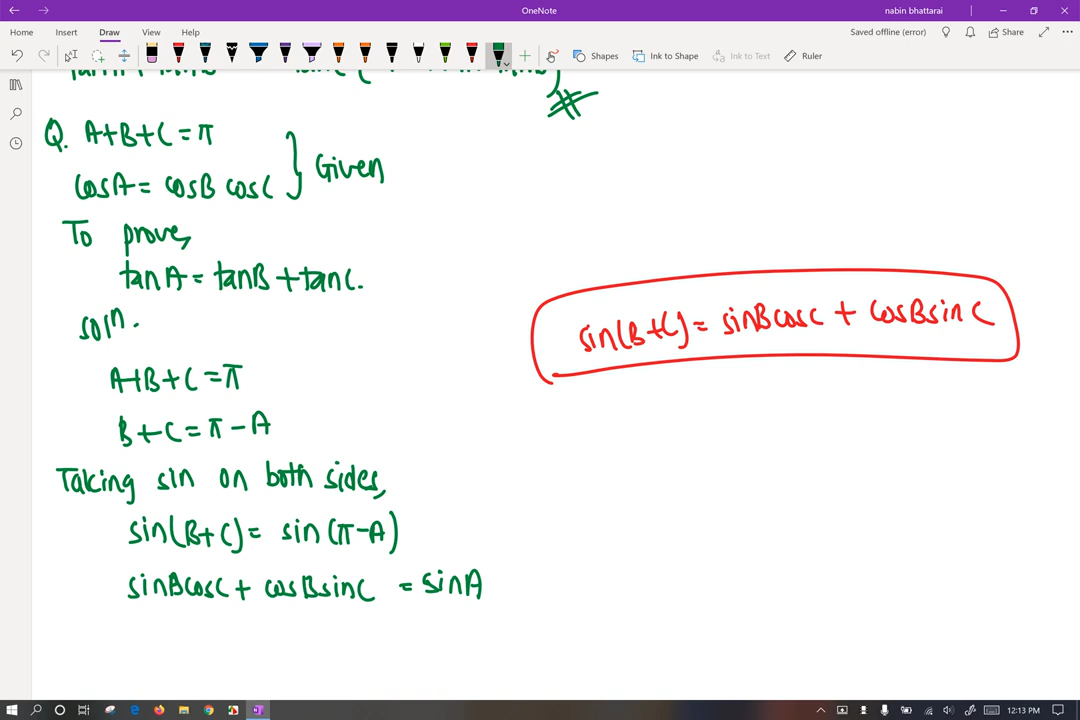 OneNote
nabin bhattarai
Home Insert Draw View Help
Saved offline (error) Share
Shapes Ink to Shape Ink to Text Ruler
Q. A+B+C=π
cosA= cosB cosC } Given
To prove,
tanA= tanB +tanC.
sin(B+C)= sinBcosC + cosBsinC
soln.
A+B+C=π
B+C=π-A
Taking sin on both sides,
sin(B+C)= sin(π-A)
sinBcosC+ cosBsinC = sinA
12:13 PM